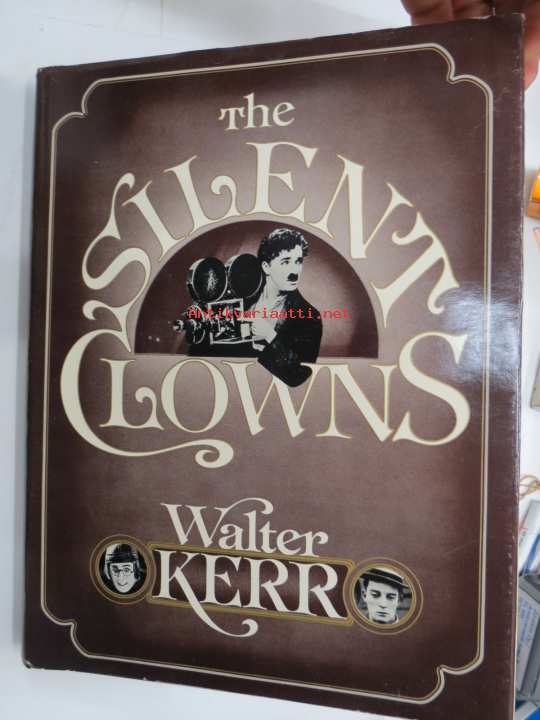 The
SILENT
Antikvariaatti.net
CLOWNS
Walter
KERR